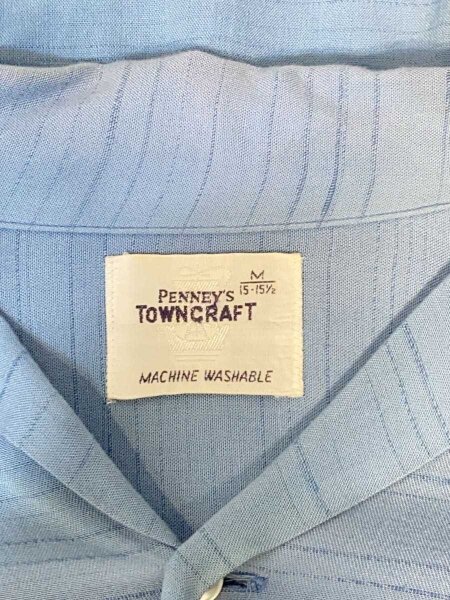 M
15-15½
PENNEY'S
TOWNCRAFT
MACHINE WASHABLE